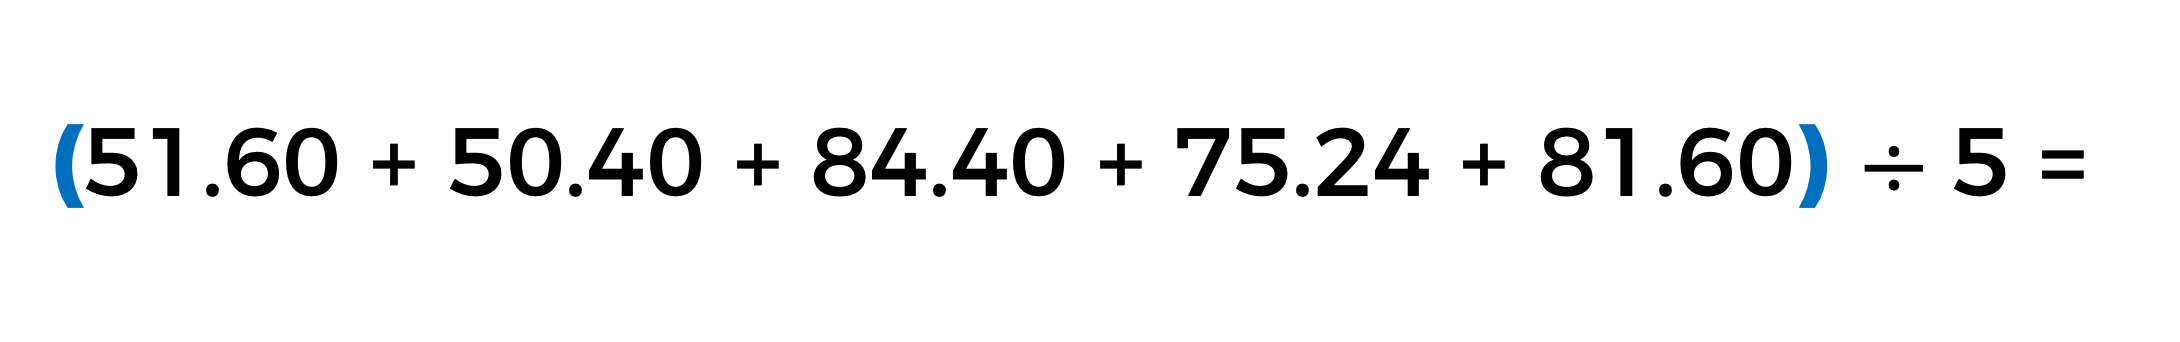 (51.60 + 50.40 + 84.40 + 75.24 + 81.60) ÷ 5 =